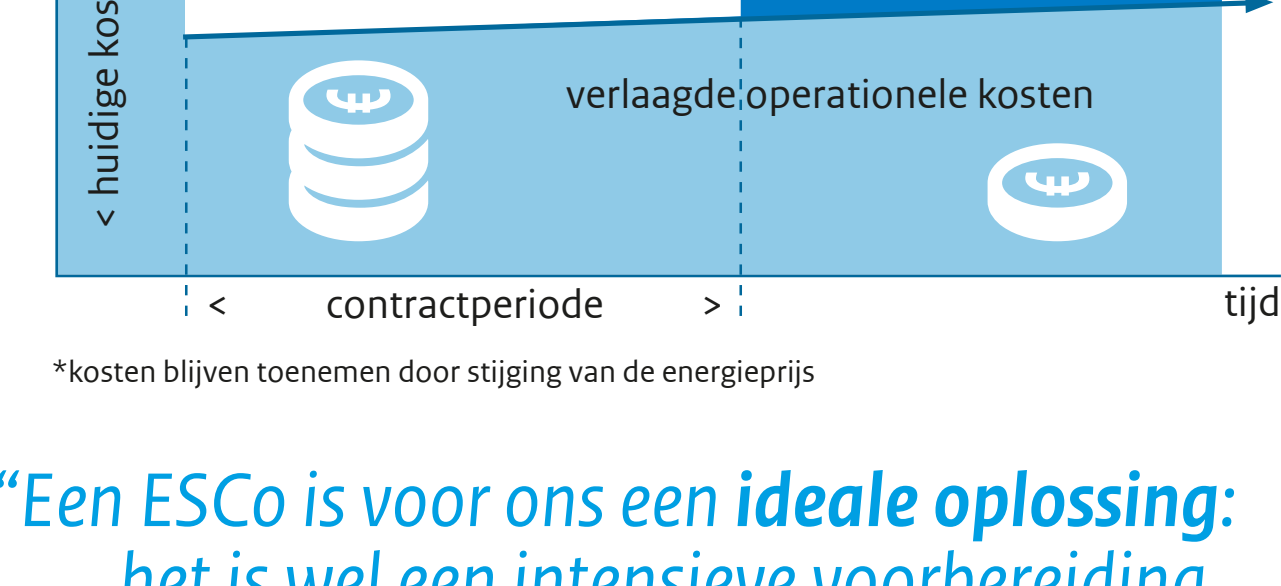 < huidige kos
verlaagde operationele kosten
< contractperiode >
tijd
*kosten blijven toenemen door stijging van de energieprijs
“Een ESCo is voor ons een ideale oplossing:
het is wel een intensieve voorbereiding